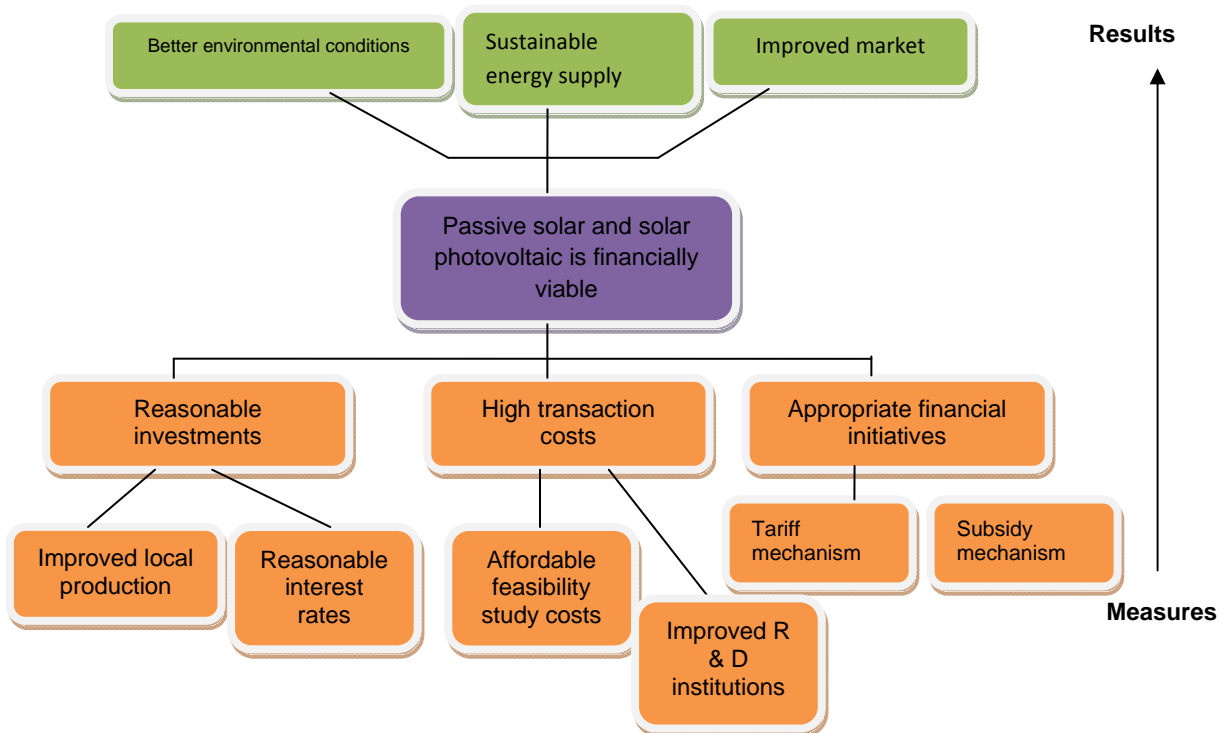 Better environmental conditions
Sustainable
energy supply
Improved market
Results
Passive solar and solar
photovoltaic is financially
viable
Reasonable
investments
High transaction
costs
Appropriate financial
initiatives
Improved local
production
Reasonable
interest
rates
Affordable
feasibility
study costs
Improved R
& D
institutions
Tariff
mechanism
Subsidy
mechanism
Measures